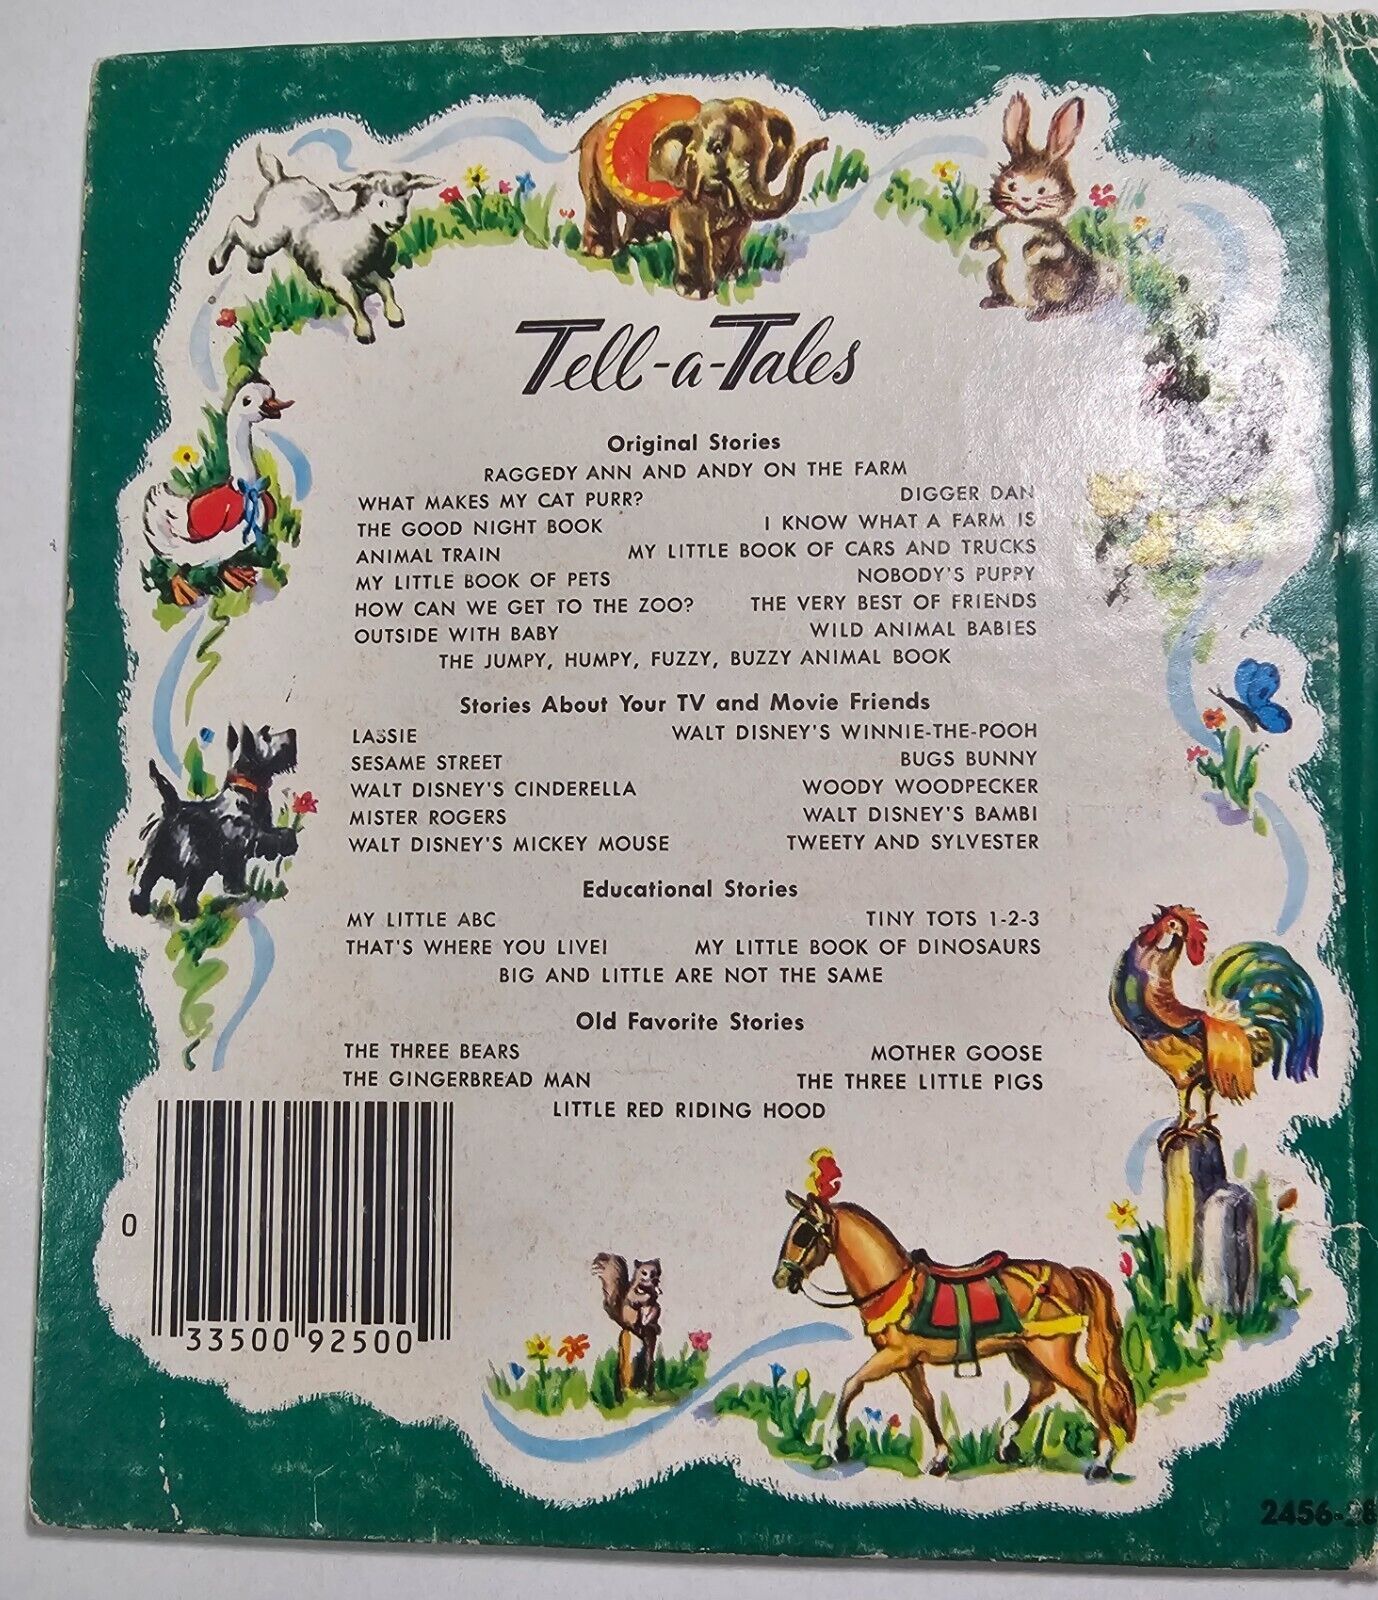 Tell-a-Tales
Original Stories
RAGGEDY ANN AND ANDY ON THE FARM
WHAT MAKES MY CAT PURR? DIGGER DAN
THE GOOD NIGHT BOOK I KNOW WHAT A FARM IS
ANIMAL TRAIN MY LITTLE BOOK OF CARS AND TRUCKS
MY LITTLE BOOK OF PETS NOBODY'S PUPPY
HOW CAN WE GET TO THE ZOO? THE VERY BEST OF FRIENDS
OUTSIDE WITH BABY WILD ANIMAL BABIES
THE JUMPY, HUMPY, FUZZY, BUZZY ANIMAL BOOK
Stories About Your TV and Movie Friends
LASSIE WALT DISNEY'S WINNIE-THE-POOH
SESAME STREET BUGS BUNNY
WALT DISNEY'S CINDERELLA WOODY WOODPECKER
MISTER ROGERS WALT DISNEY'S BAMBI
WALT DISNEY'S MICKEY MOUSE TWEETY AND SYLVESTER
Educational Stories
MY LITTLE ABC TINY TOTS 1-2-3
THAT'S WHERE YOU LIVE! MY LITTLE BOOK OF DINOSAURS
BIG AND LITTLE ARE NOT THE SAME
Old Favorite Stories
THE THREE BEARS MOTHER GOOSE
THE GINGERBREAD MAN THE THREE LITTLE PIGS
LITTLE RED RIDING HOOD
0
33500 92500